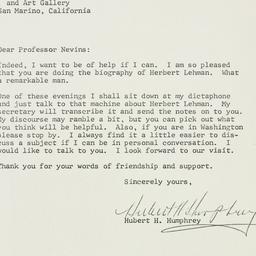 and Art Gallery
San Marino, California
Dear Professor Nevins:
Indeed, I want to be of help if I can. I am so pleased
that you are doing the biography of Herbert Lehman. What
a remarkable man.
One of these evenings I shall sit down at my dictaphone
and just talk to that machine about Herbert Lehman. My
secretary will transcribe it and send the notes on to you.
My discourse may ramble a bit, but you can pick out what
you think will be helpful. Also, if you are in Washington
please stop by. I always find it a little easier to dis-
cuss a subject if I can be in personal conversation. I
would like to talk to you. I look forward to our visit.
Thank you for your words of friendship and support.
Sincerely yours,
Hubert H Humphrey
Hubert H. Humphrey